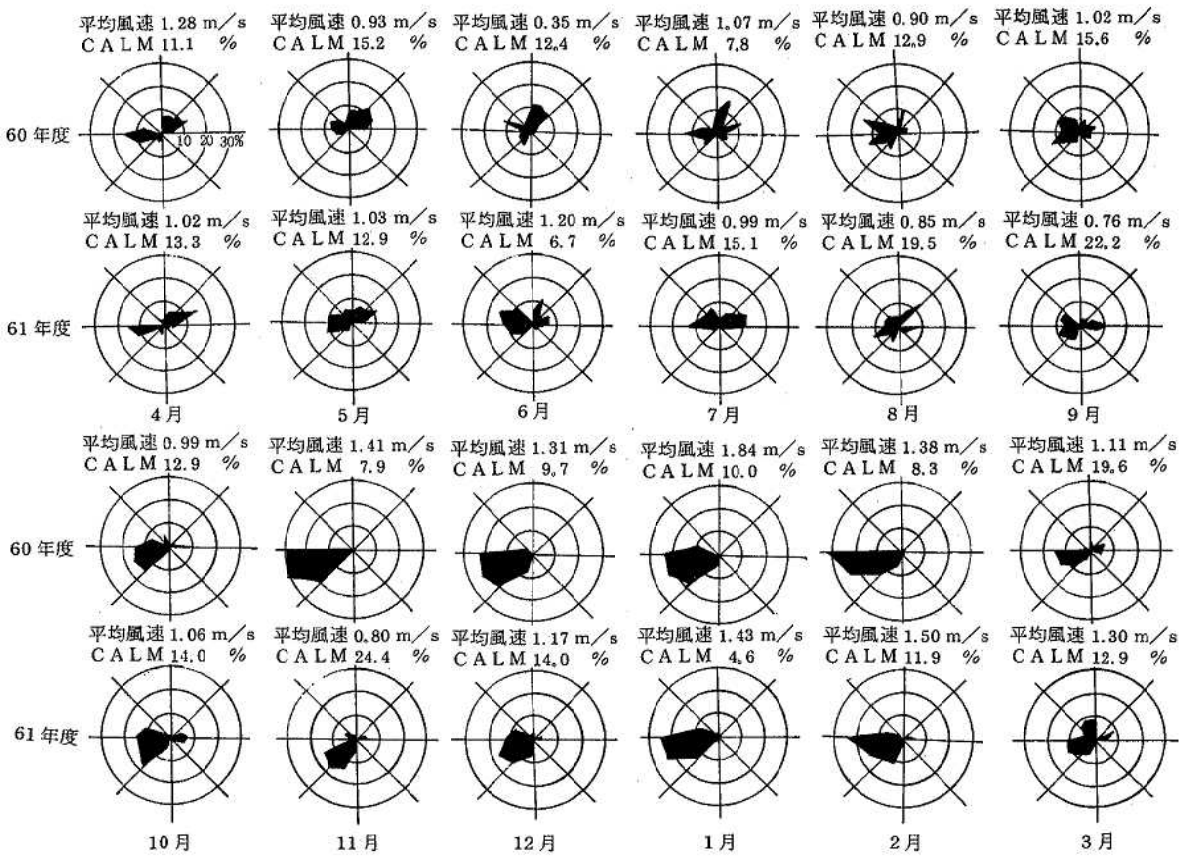 平均風速 1.28 m/s 平均風速 0.93 m/s 平均風速 0.35 m/s 平均風速 1.07 m/s 平均風速 0.90 m/s 平均風速 1.02 m/s
CALM 11.1 % CALM 15.2 % CALM 12.4 % CALM 7.8 % CALM 12.9 % CALM 15.6 %
60年度
10 20 30%
平均風速 1.02 m/s 平均風速 1.03 m/s 平均風速 1.20 m/s 平均風速 0.99 m/s 平均風速 0.85 m/s 平均風速 0.76 m/s
CALM 13.3 % CALM 12.9 % CALM 6.7 % CALM 15.1 % CALM 19.5 % CALM 22.2 %
61年度
4月 5月 6月 7月 8月 9月
平均風速 0.99 m/s 平均風速 1.41 m/s 平均風速 1.31 m/s 平均風速 1.84 m/s 平均風速 1.38 m/s 平均風速 1.11 m/s
CALM 12.9 % CALM 7.9 % CALM 9.7 % CALM 10.0 % CALM 8.3 % CALM 19.6 %
60年度
平均風速 1.06 m/s 平均風速 0.80 m/s 平均風速 1.17 m/s 平均風速 1.43 m/s 平均風速 1.50 m/s 平均風速 1.30 m/s
CALM 14.0 % CALM 24.4 % CALM 14.0 % CALM 4.6 % CALM 11.9 % CALM 12.9 %
61年度
10月 11月 12月 1月 2月 3月